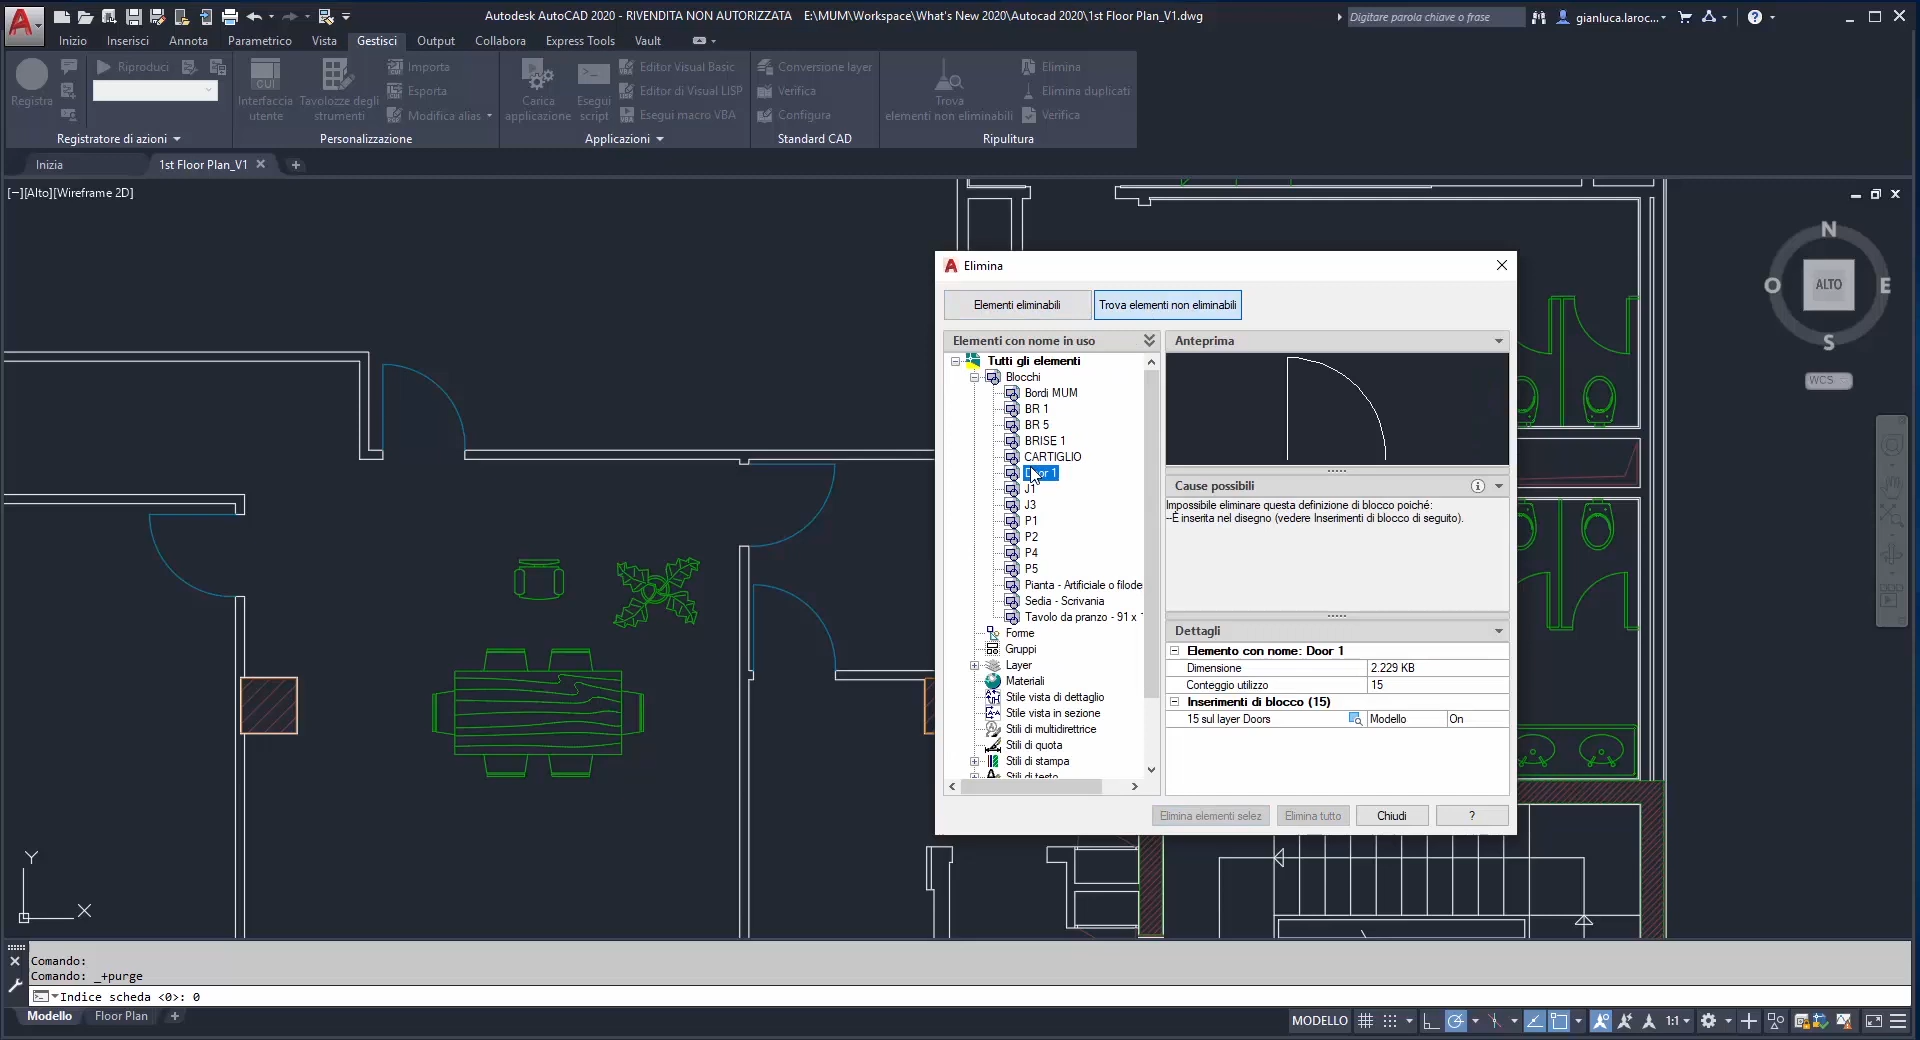 Autodesk AutoCAD 2020 - RIVENDITA NON AUTORIZZATA E:\MUM\Workspace\What's New 2020\Autocad 2020\1st Floor Plan_V1.dwg
Digitare parola chiave o frase
gianluca.laroc...
Inizio Inserisci Annota Parametrico Vista Gestisci Output Collabora Express Tools Vault
Registra
Riproduci
Registratore di azioni
CUI
Interfaccia
utente
Tavolozze degli
strumenti
Importa
Esporta
Modifica alias
Personalizzazione
Carica
applicazione
Esegui
script
Editor Visual Basic
Editor di Visual LISP
Esegui macro VBA
Applicazioni
Conversione layer
Verifica
Configura
Standard CAD
Trova
elementi non eliminabili
Elimina
Elimina duplicati
Verifica
Ripulitura
Inizia
1st Floor Plan_V1
[−][Alto][Wireframe 2D]
N
O ALTO E
S
WCS
Elimina
Elementi eliminabili
Trova elementi non eliminabili
Elementi con nome in uso
Tutti gli elementi
Blocchi
Bordi MUM
BR 1
BR 5
BRISE 1
CARTIGLIO
Door 1
J1
J3
P1
P2
P4
P5
Pianta - Artificiale o filode
Sedia - Scrivania
Tavolo da pranzo - 91 x
Forme
Gruppi
Layer
Materiali
Stile vista di dettaglio
Stile vista in sezione
Stili di multidirettrice
Stili di quota
Stili di stampa
Stili di testo
Anteprima
Cause possibili
Impossibile eliminare questa definizione di blocco poiché:
--È inserita nel disegno (vedere Inserimenti di blocco di seguito).
Dettagli
Elemento con nome: Door 1
Dimensione 2.229 KB
Conteggio utilizzo 15
Inserimenti di blocco (15)
15 sul layer Doors Modello On
Elimina elementi selez
Elimina tutto
Chiudi
?
Y
X
Comando:
Comando: _+purge
Indice scheda <0>: 0
Modello Floor Plan +
MODELLO
1:1